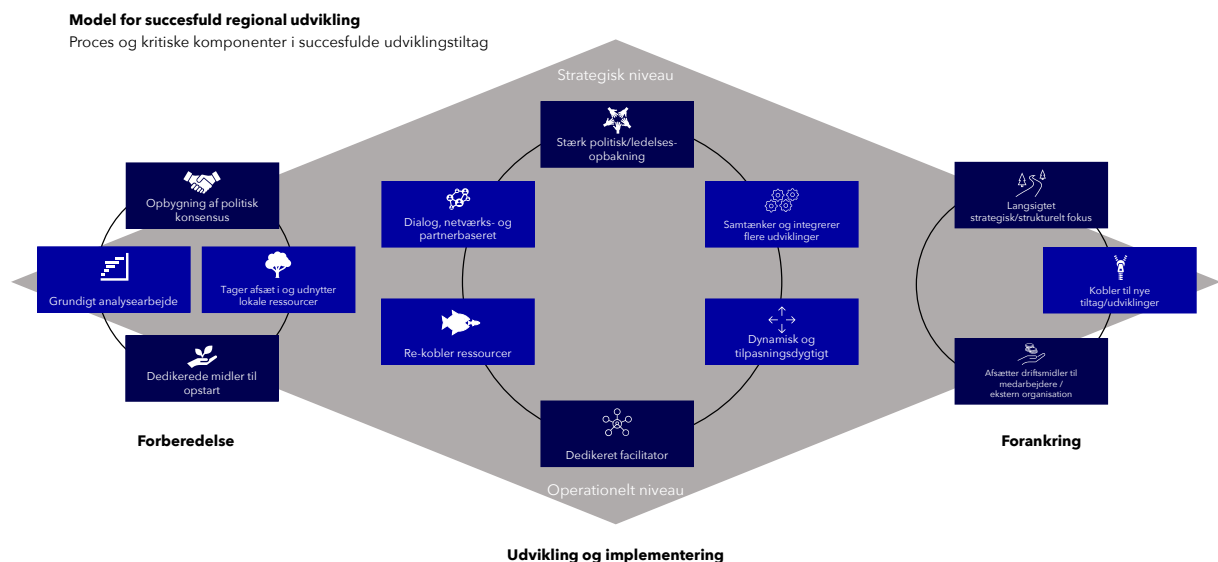 Model for succesfuld regional udvikling
Proces og kritiske komponenter i succesfulde udviklingstiltag
Strategisk niveau
Opbygning af politisk
konsensus
Grundigt analysearbejde
Tager afsæt i og udnytter
lokale ressourcer
Dedikerede midler til
opstart
Forberedelse
Stærk politisk/ledelses-
opbakning
Dialog, netværks- og
partnerbaseret
Samtænker og integrerer
flere udviklinger
Re-kobler ressourcer
Dynamisk og
tilpasningsdygtigt
Dedikeret facilitator
Operationelt niveau
Udvikling og implementering
Langsigtet
strategisk/strukturelt fokus
Kobler til nye
tiltag/udviklinger
Afsætter driftsmidler til
medarbejdere /
ekstern organisation
Forankring